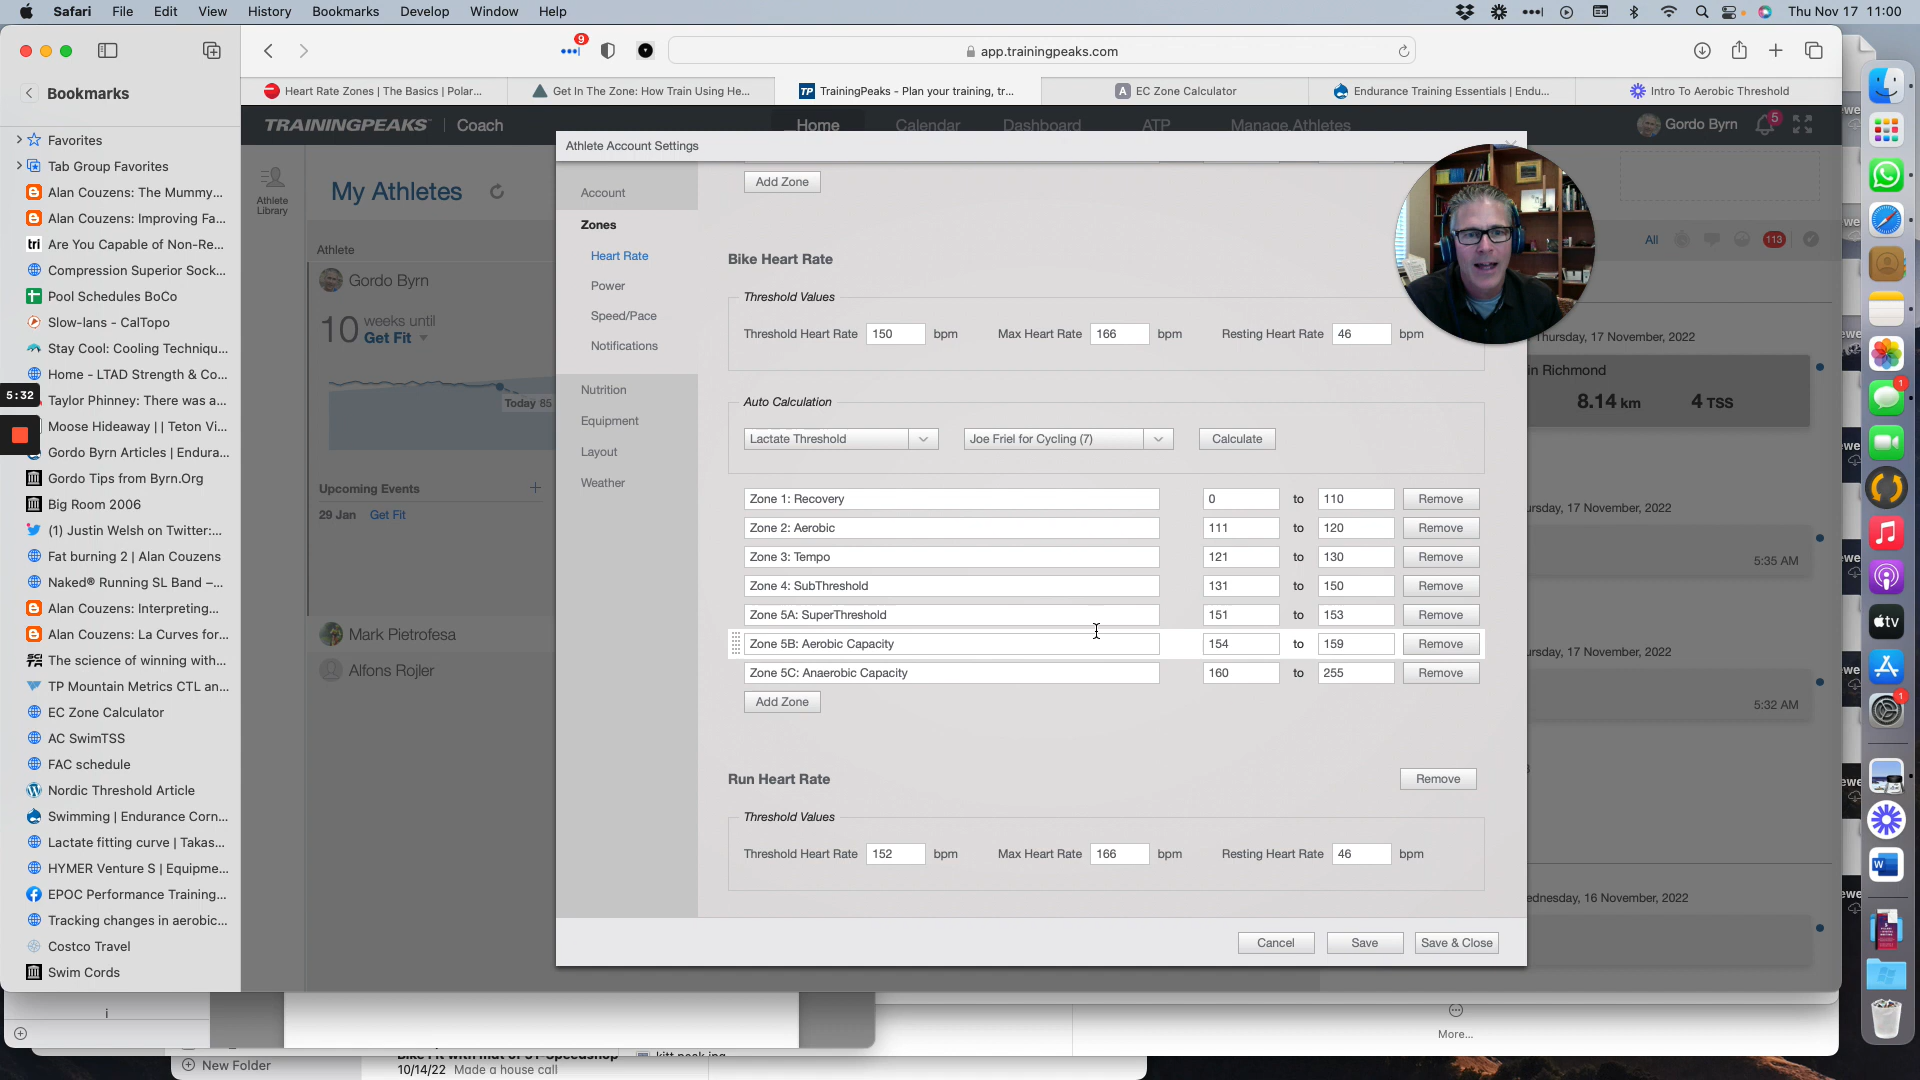 Safari File Edit View History Bookmarks Develop Window Help
Thu Nov 17 11:00
9
app.trainingpeaks.com
Bookmarks
Heart Rate Zones | The Basics | Polar...
Get In The Zone: How Train Using He...
TP TrainingPeaks - Plan your training, tr...
A EC Zone Calculator
Endurance Training Essentials | Endu...
Intro To Aerobic Threshold
TRAININGPEAKS Coach
Home Calendar Dashboard ATP Manage Athletes
Gordo Byrn 5
Favorites
Tab Group Favorites
Alan Couzens: The Mummy...
Alan Couzens: Improving Fa...
tri Are You Capable of Non-Re...
Compression Superior Sock...
Pool Schedules BoCo
Slow-lans - CalTopo
Stay Cool: Cooling Techniqu...
Home - LTAD Strength & Co...
Taylor Phinney: There was a...
Moose Hideaway | | Teton Vi...
Gordo Byrn Articles | Endura...
Gordo Tips from Byrn.Org
Big Room 2006
(1) Justin Welsh on Twitter:...
Fat burning 2 | Alan Couzens
Naked® Running SL Band –...
Alan Couzens: Interpreting...
Alan Couzens: La Curves for...
The science of winning with...
TP Mountain Metrics CTL an...
EC Zone Calculator
AC SwimTSS
FAC schedule
Nordic Threshold Article
Swimming | Endurance Corn...
Lactate fitting curve | Takas...
HYMER Venture S | Equipme...
EPOC Performance Training...
Tracking changes in aerobic...
Costco Travel
Swim Cords
5:32
Athlete Library
My Athletes
Athlete
Gordo Byrn
10 weeks until
Get Fit
Today 85
Upcoming Events
29 Jan Get Fit
Mark Pietrofesa
Alfons Rojler
Athlete Account Settings
Account
Zones
Heart Rate
Power
Speed/Pace
Notifications
Nutrition
Equipment
Layout
Weather
Add Zone
Bike Heart Rate
Threshold Values
Threshold Heart Rate 150 bpm Max Heart Rate 166 bpm Resting Heart Rate 46 bpm
Auto Calculation
Lactate Threshold Joe Friel for Cycling (7) Calculate
Zone 1: Recovery 0 to 110 Remove
Zone 2: Aerobic 111 to 120 Remove
Zone 3: Tempo 121 to 130 Remove
Zone 4: SubThreshold 131 to 150 Remove
Zone 5A: SuperThreshold 151 to 153 Remove
Zone 5B: Aerobic Capacity 154 to 159 Remove
Zone 5C: Anaerobic Capacity 160 to 255 Remove
Add Zone
Run Heart Rate Remove
Threshold Values
Threshold Heart Rate 152 bpm Max Heart Rate 166 bpm Resting Heart Rate 46 bpm
Cancel Save Save & Close
All 113
Thursday, 17 November, 2022
in Richmond
8.14 km 4 TSS
17 November, 2022
5:35 AM
17 November, 2022
5:32 AM
16 November, 2022
1
tv
1
More...
New Folder
10/14/22 Made a house call